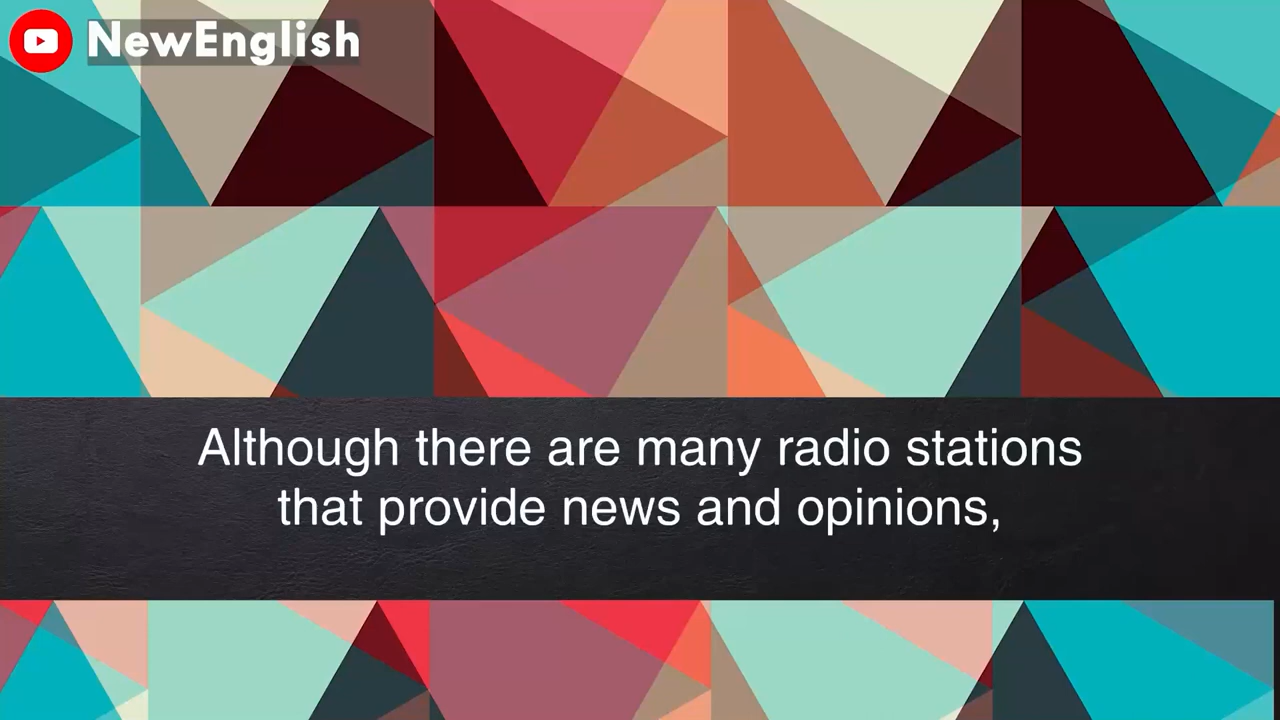 NewEnglish
Although there are many radio stations
that provide news and opinions,